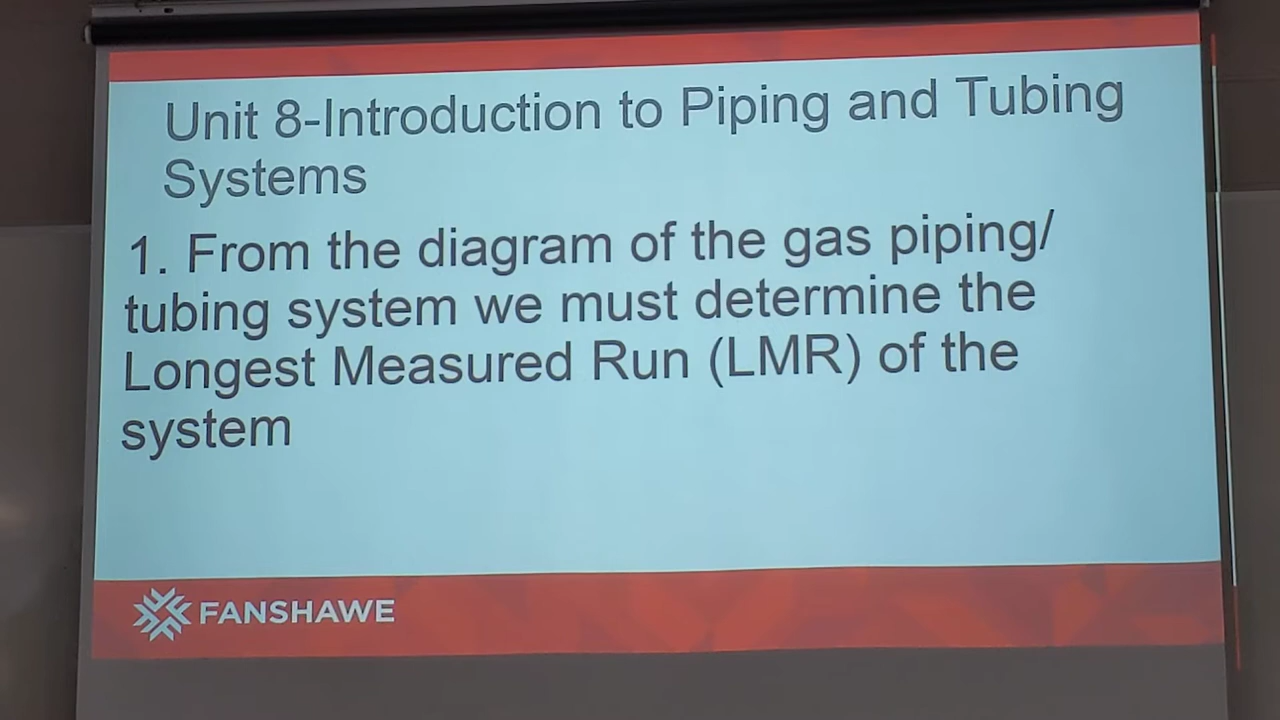 Unit 8-Introduction to Piping and Tubing
Systems
1. From the diagram of the gas piping/
tubing system we must determine the
Longest Measured Run (LMR) of the
system
FANSHAWE